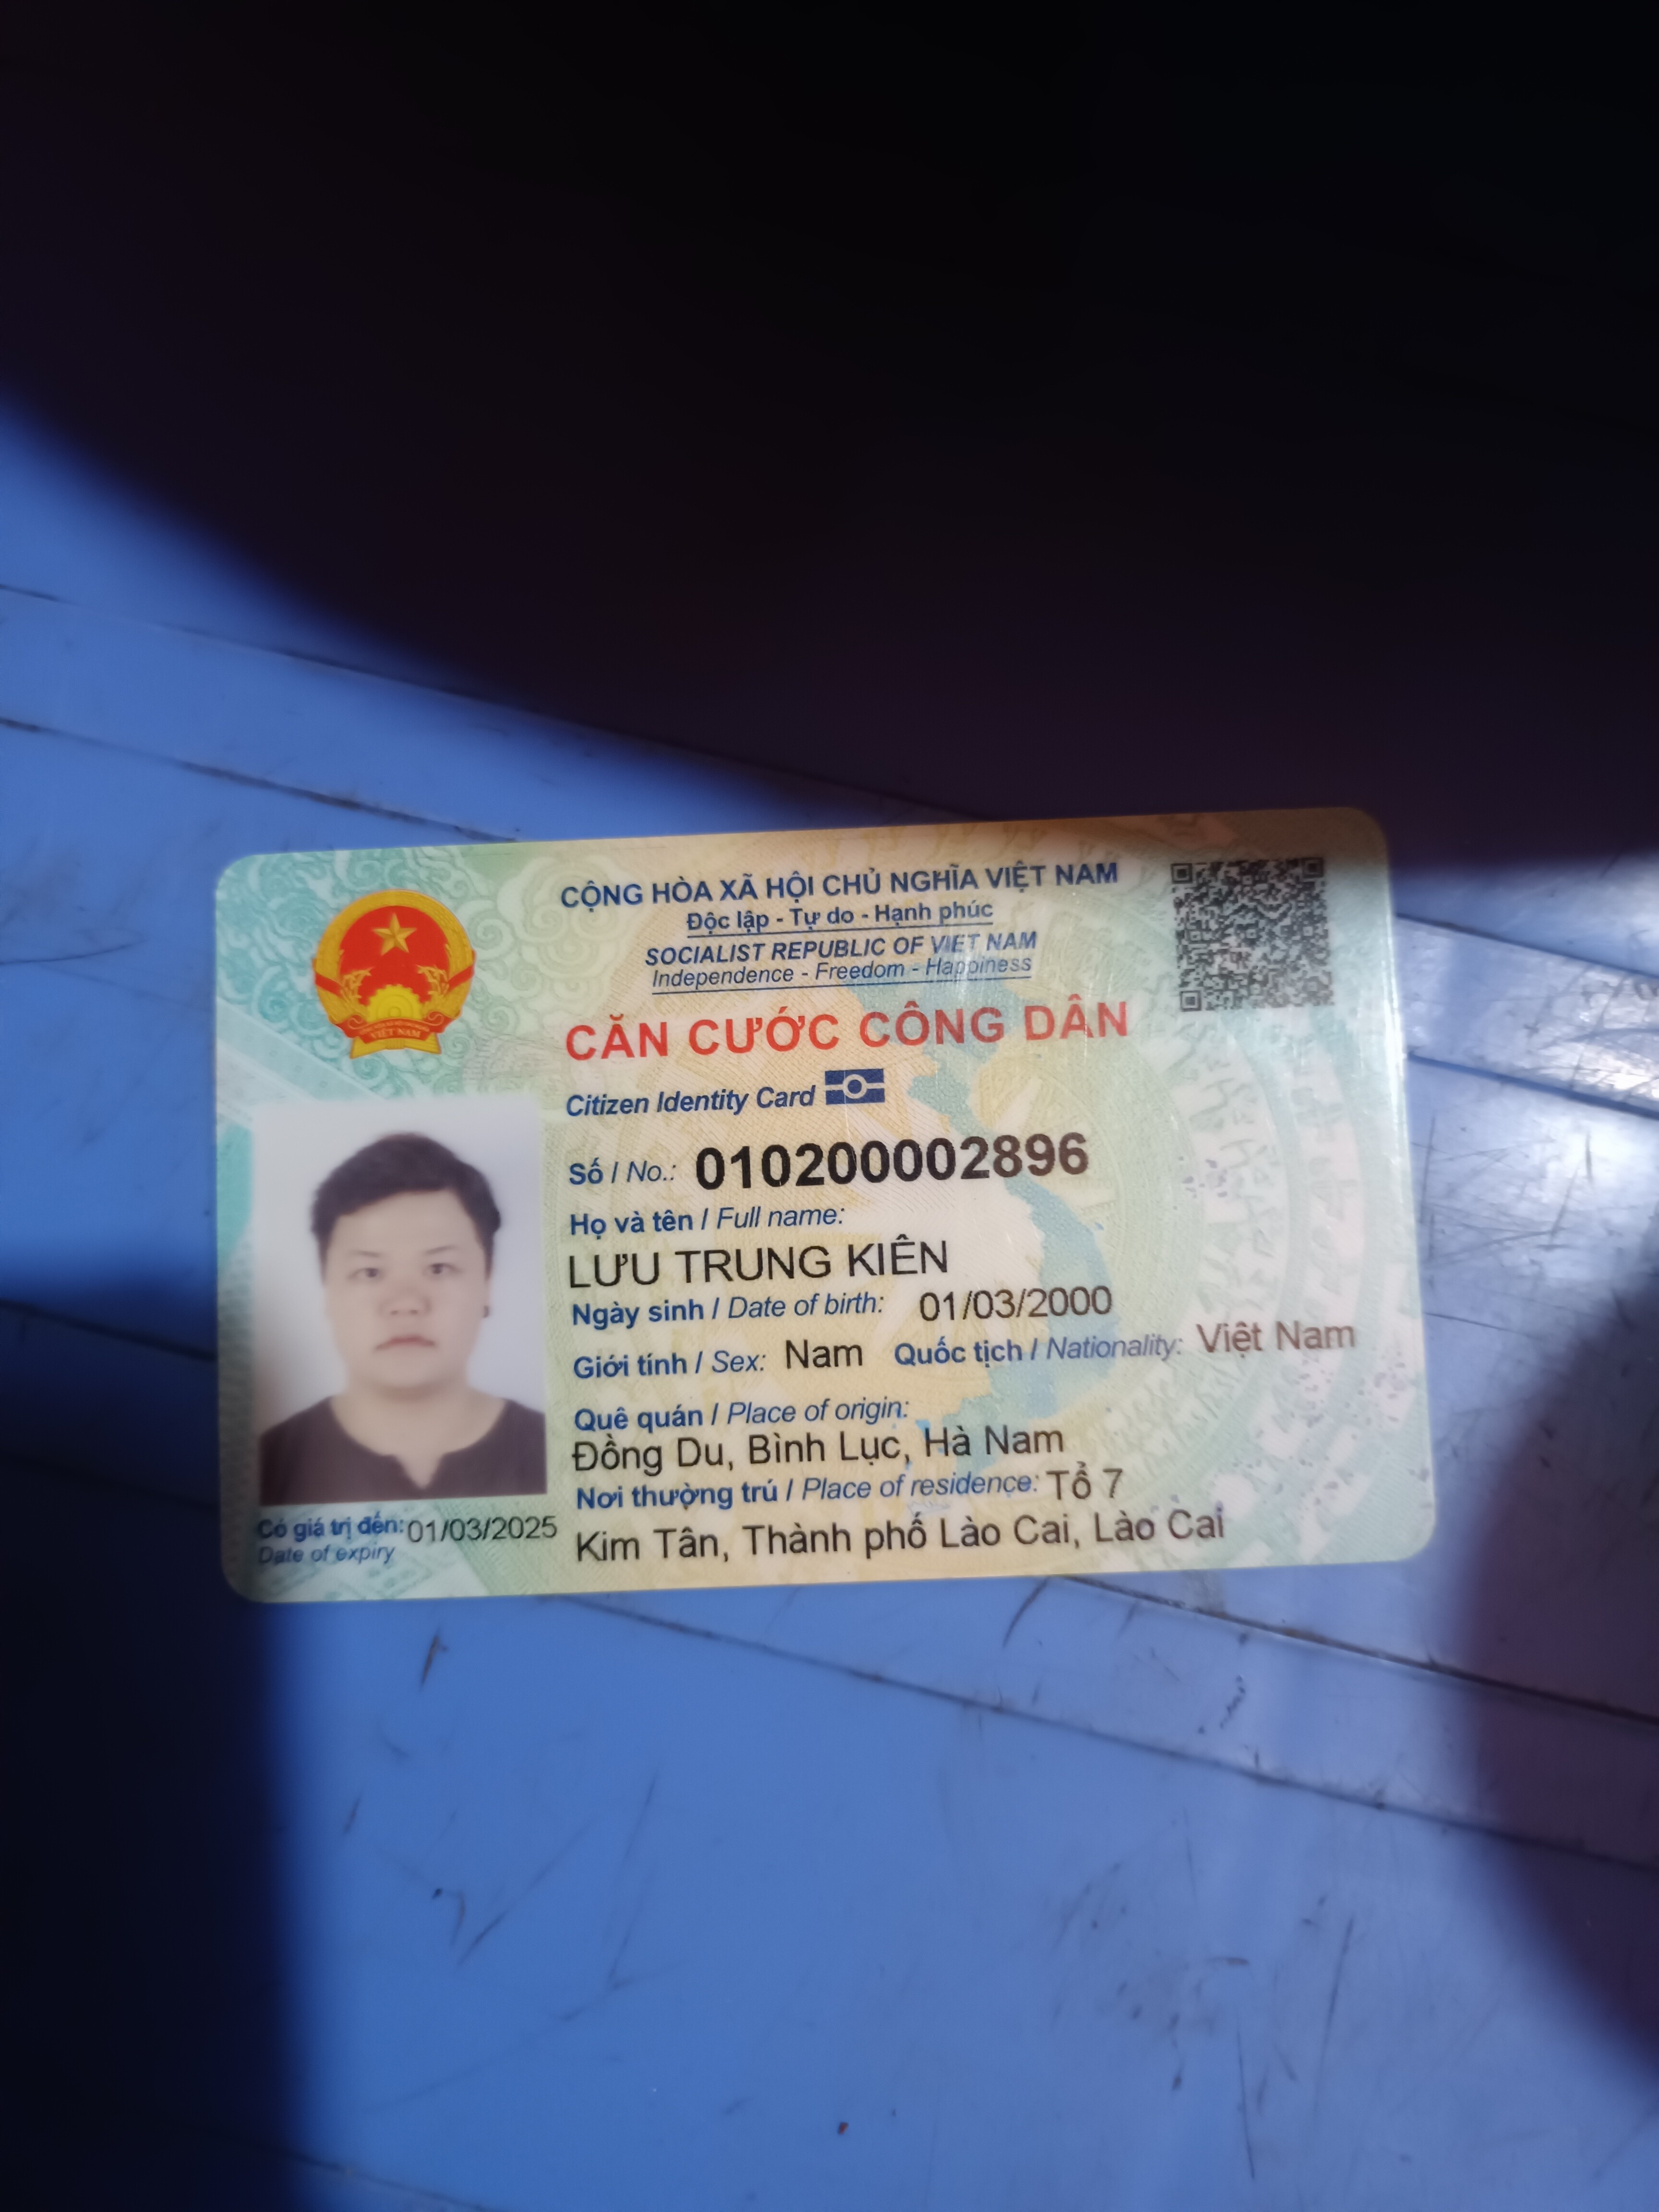 CỘNG HÒA XÃ HỘI CHỦ NGHĨA VIỆT NAM
Độc lập - Tự do - Hạnh phúc
SOCIALIST REPUBLIC OF VIET NAM
Independence - Freedom - Happiness
CĂN CƯỚC CÔNG DÂN
Citizen Identity Card
Số / No.: 010200002896
Họ và tên / Full name:
LƯU TRUNG KIÊN
Ngày sinh / Date of birth: 01/03/2000
Giới tính / Sex: Nam Quốc tịch / Nationality: Việt Nam
Quê quán / Place of origin:
Đồng Du, Bình Lục, Hà Nam
Nơi thường trú / Place of residence: Tổ 7
Kim Tân, Thành phố Lào Cai, Lào Cai
Có giá trị đến: 01/03/2025
Date of expiry
VIỆT NAM